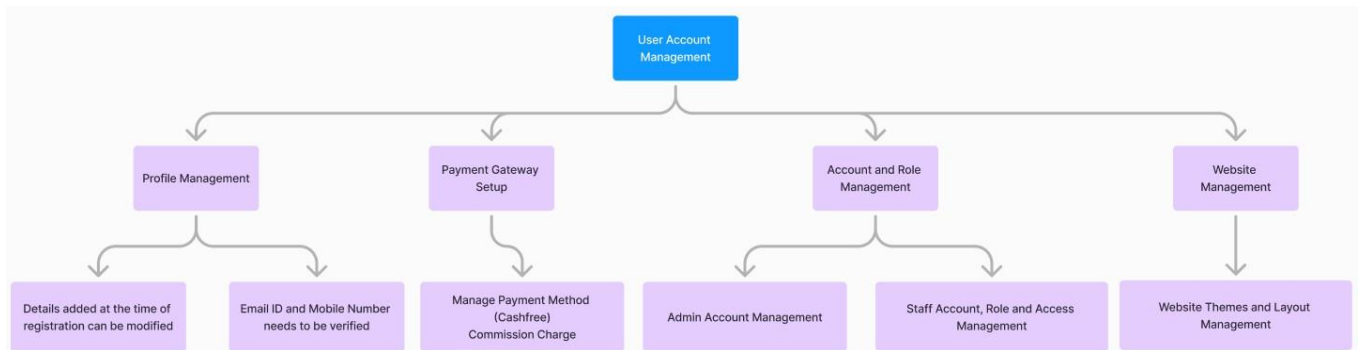 User Account
Management
Profile Management
Payment Gateway
Setup
Account and Role
Management
Website
Management
Details added at the time of
registration can be modified
Email ID and Mobile Number
needs to be verified
Manage Payment Method
(Cashfree)
Commission Charge
Admin Account Management
Staff Account, Role and Access
Management
Website Themes and Layout
Management